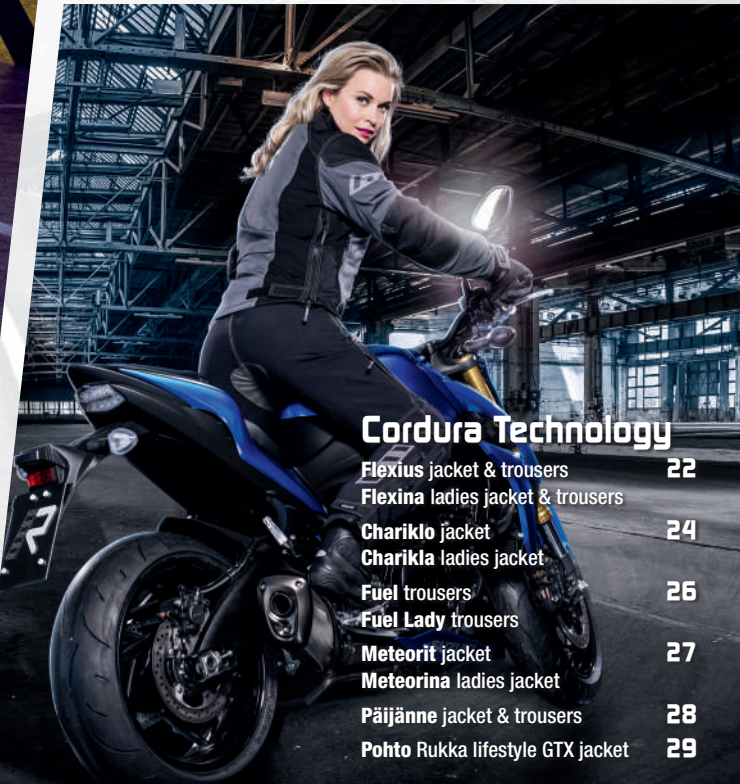 Cordura Technology
Flexius jacket & trousers 22
Flexina ladies jacket & trousers
Chariklo jacket 24
Charikla ladies jacket
Fuel trousers 26
Fuel Lady trousers
Meteorit jacket 27
Meteorina ladies jacket
Päijänne jacket & trousers 28
Pohto Rukka lifestyle GTX jacket 29